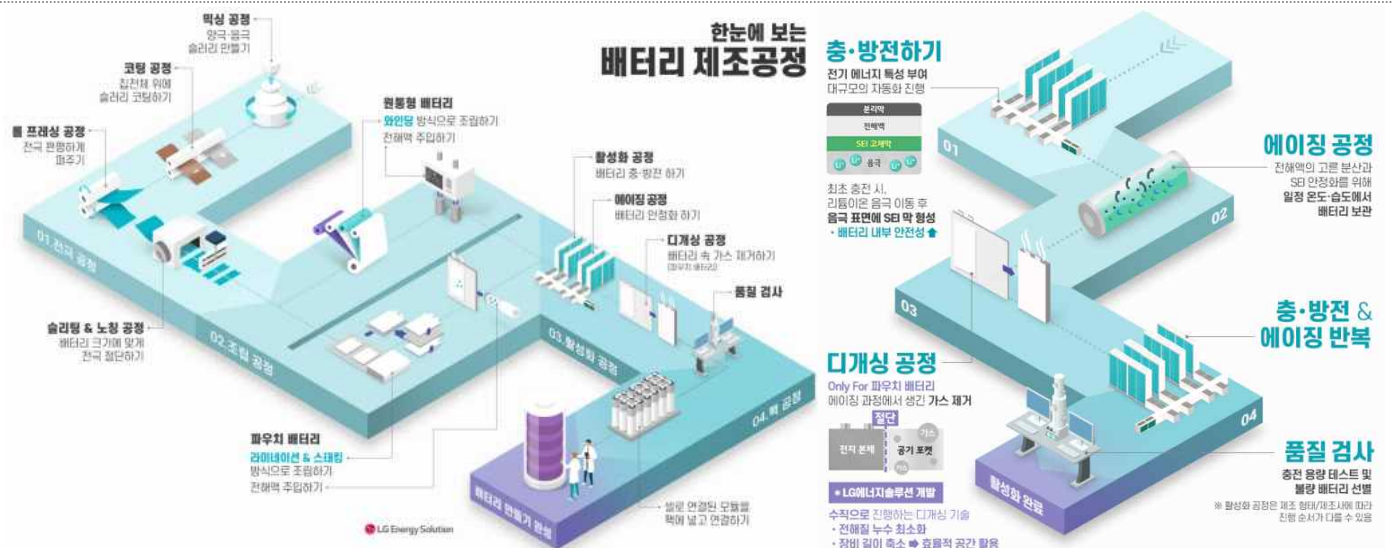 한눈에 보는
배터리 제조공정
믹싱 공정
양극·음극
슬러리 만들기
코팅 공정
집전체 위에
슬러리 코팅하기
롤 프레싱 공정
전극 편평하게
펴주기
슬리팅 & 노칭 공정
배터리 크기에 맞게
전극 절단하기
01.전극 공정
원통형 배터리
와인딩 방식으로 조립하기
전해액 주입하기
02.조립 공정
파우치 배터리
라미네이션 & 스태킹
방식으로 조립하기
전해액 주입하기
활성화 공정
배터리 충·방전 하기
에이징 공정
배터리 안정화 하기
디개싱 공정
배터리 속 가스 제거하기
(파우치 배터리)
품질 검사
03.활성화 공정
04.팩 공정
셀로 연결된 모듈을
팩에 넣고 연결하기
배터리 만들기 완성
LG Energy Solution
충·방전하기
전기 에너지 특성 부여
대규모의 자동화 진행
분리막
전해액
SEI 고체막
Li+ Li+ 음극 Li+ Li+
최초 충전 시,
리튬이온 음극 이동 후
음극 표면에 SEI 막 형성
· 배터리 내부 안전성
01
에이징 공정
전해액의 고른 분산과
SEI 안정화를 위해
일정 온도·습도에서
배터리 보관
02
03
디개싱 공정
Only For 파우치 배터리
에이징 과정에서 생긴 가스 제거
절단
전지 본체
공기 포켓
가스
가스
* LG에너지솔루션 개발
수직으로 진행하는 디개싱 기술
· 전해질 누수 최소화
· 장비 길이 축소 ➡ 효율적 공간 활용
충·방전 &
에이징 반복
04
품질 검사
충전 용량 테스트 및
불량 배터리 선별
※ 활성화 공정은 제조 형태/제조사에 따라
진행 순서가 다를 수 있음
활성화 완료